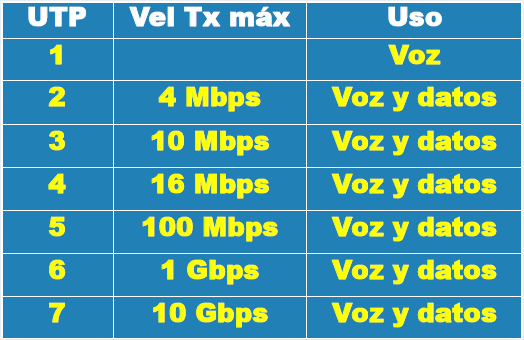 UTP Vel Tx máx Uso
1 Voz
2 4 Mbps Voz y datos
3 10 Mbps Voz y datos
4 16 Mbps Voz y datos
5 100 Mbps Voz y datos
6 1 Gbps Voz y datos
7 10 Gbps Voz y datos